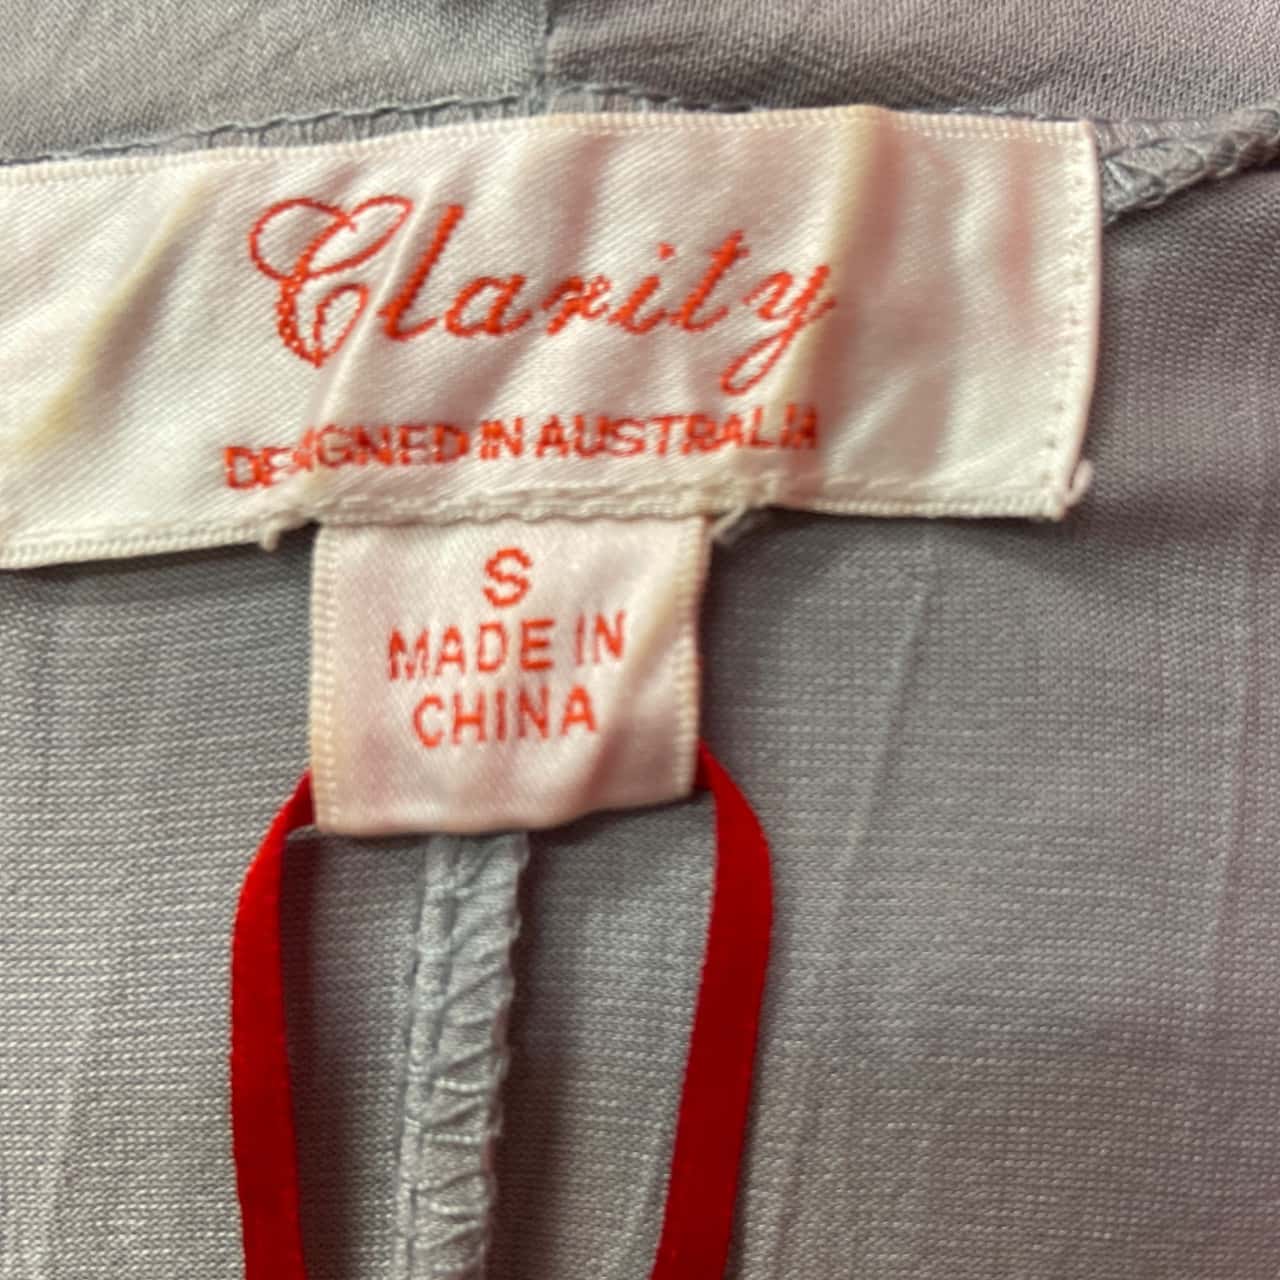 Clarity
DESIGNED IN AUSTRALIA
S
MADE IN
CHINA